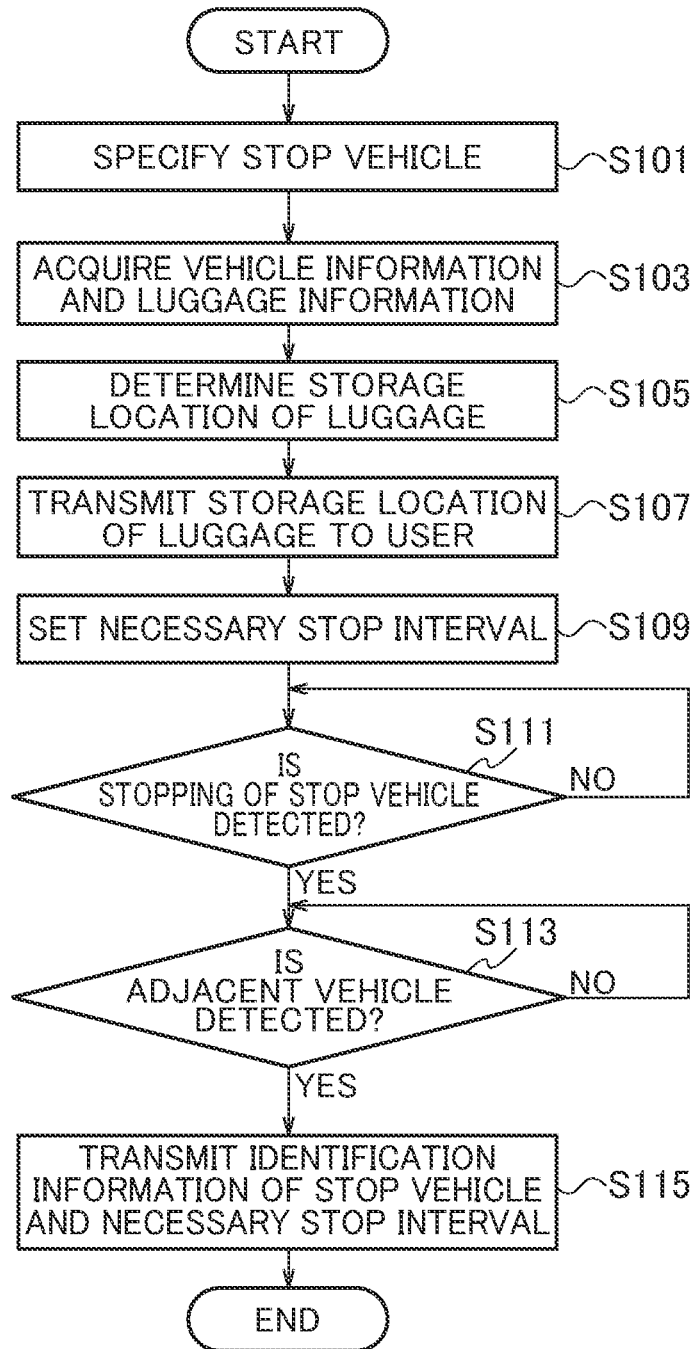 START
SPECIFY STOP VEHICLE
S101
ACQUIRE VEHICLE INFORMATION
AND LUGGAGE INFORMATION
S103
DETERMINE STORAGE
LOCATION OF LUGGAGE
S105
TRANSMIT STORAGE LOCATION
OF LUGGAGE TO USER
S107
SET NECESSARY STOP INTERVAL
S109
S111
IS
STOPPING OF STOP VEHICLE
DETECTED?
NO
YES
S113
IS
ADJACENT VEHICLE
DETECTED?
NO
YES
TRANSMIT IDENTIFICATION
INFORMATION OF STOP VEHICLE
AND NECESSARY STOP INTERVAL
S115
END